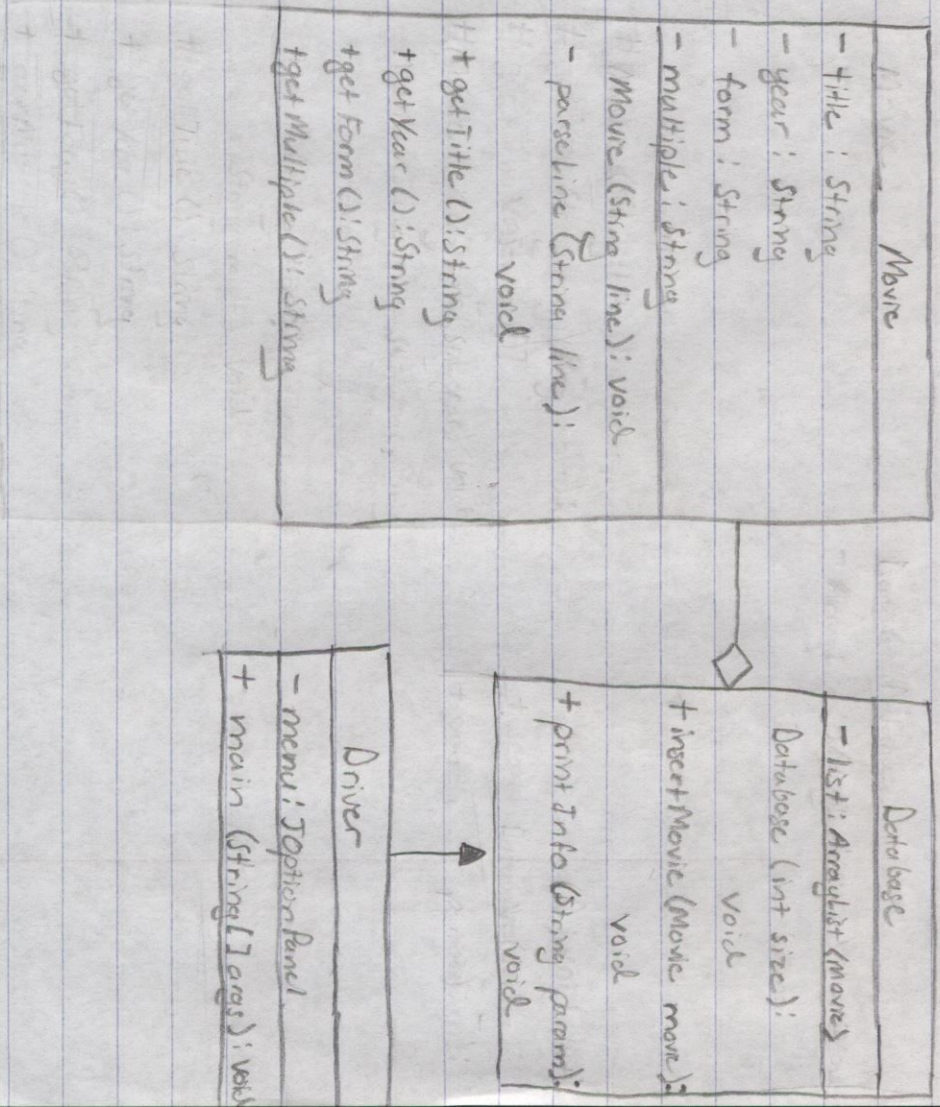 Movie
- title : String
- year : String
- form : String
- multiple : String
Movie (String line) : void
- parseLine (String line) :
void
+ getTitle () : String
+ getYear () : String
+ getForm () : String
+ getMultiple () : String
Database
- list : ArrayList (Movie)
Database (int size) :
void
+ insertMovie (Movie movie) :
void
+ printInfo (String param) :
void
Driver
- menu : JOptionPanel
+ main (String [] args) : void